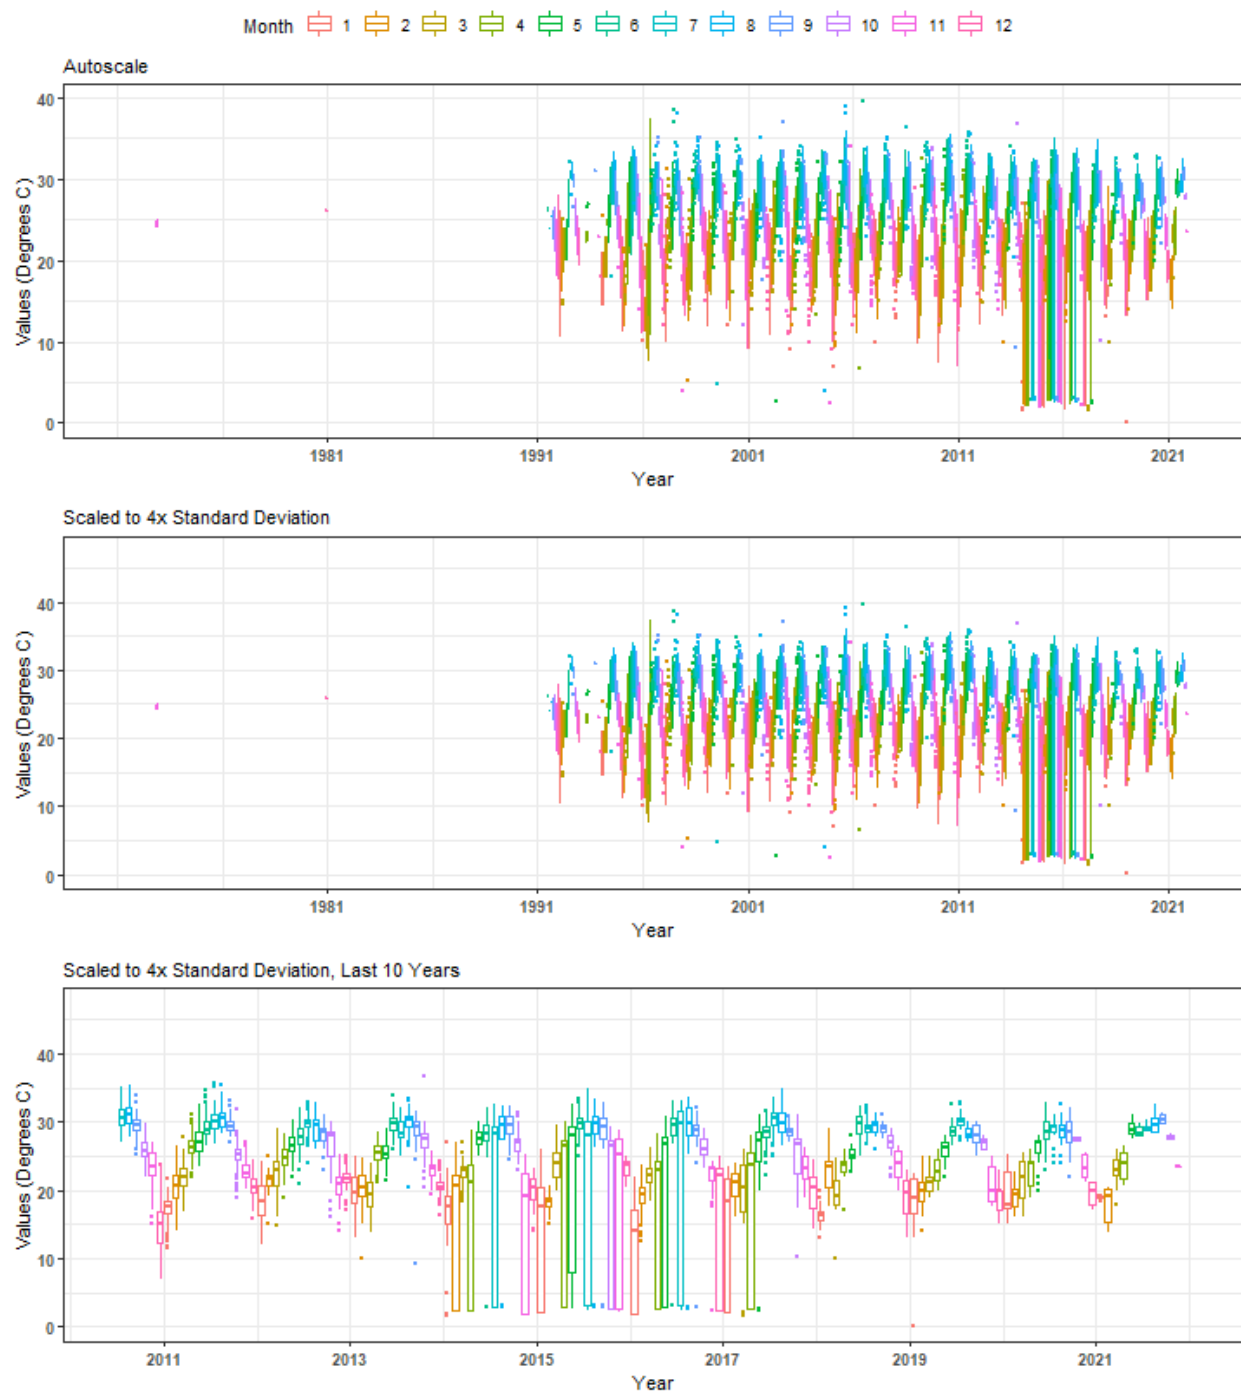 Month 1 2 3 4 5 6 7 8 9 10 11 12
Autoscale
Values (Degrees C)
40
30
20
10
0
1981 1991 2001 2011 2021
Year
Scaled to 4x Standard Deviation
Values (Degrees C)
40
30
20
10
0
1981 1991 2001 2011 2021
Year
Scaled to 4x Standard Deviation, Last 10 Years
Values (Degrees C)
40
30
20
10
0
2011 2013 2015 2017 2019 2021
Year